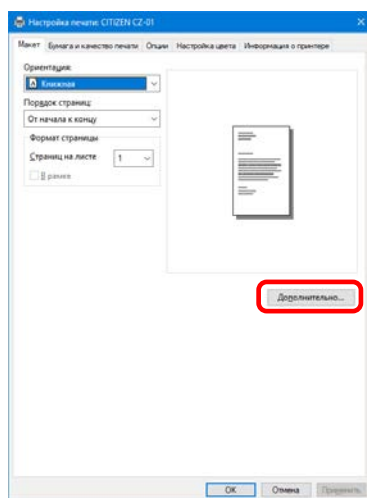 Настройка печати: CITIZEN CZ-01
Макет Бумага и качество печати Опции Настройка цвета Информация о принтере
Ориентация:
Книжная
Порядок страниц:
От начала к концу
Формат страницы
Страниц на листе 1
В рамке
Дополнительно...
OK Отмена Применить